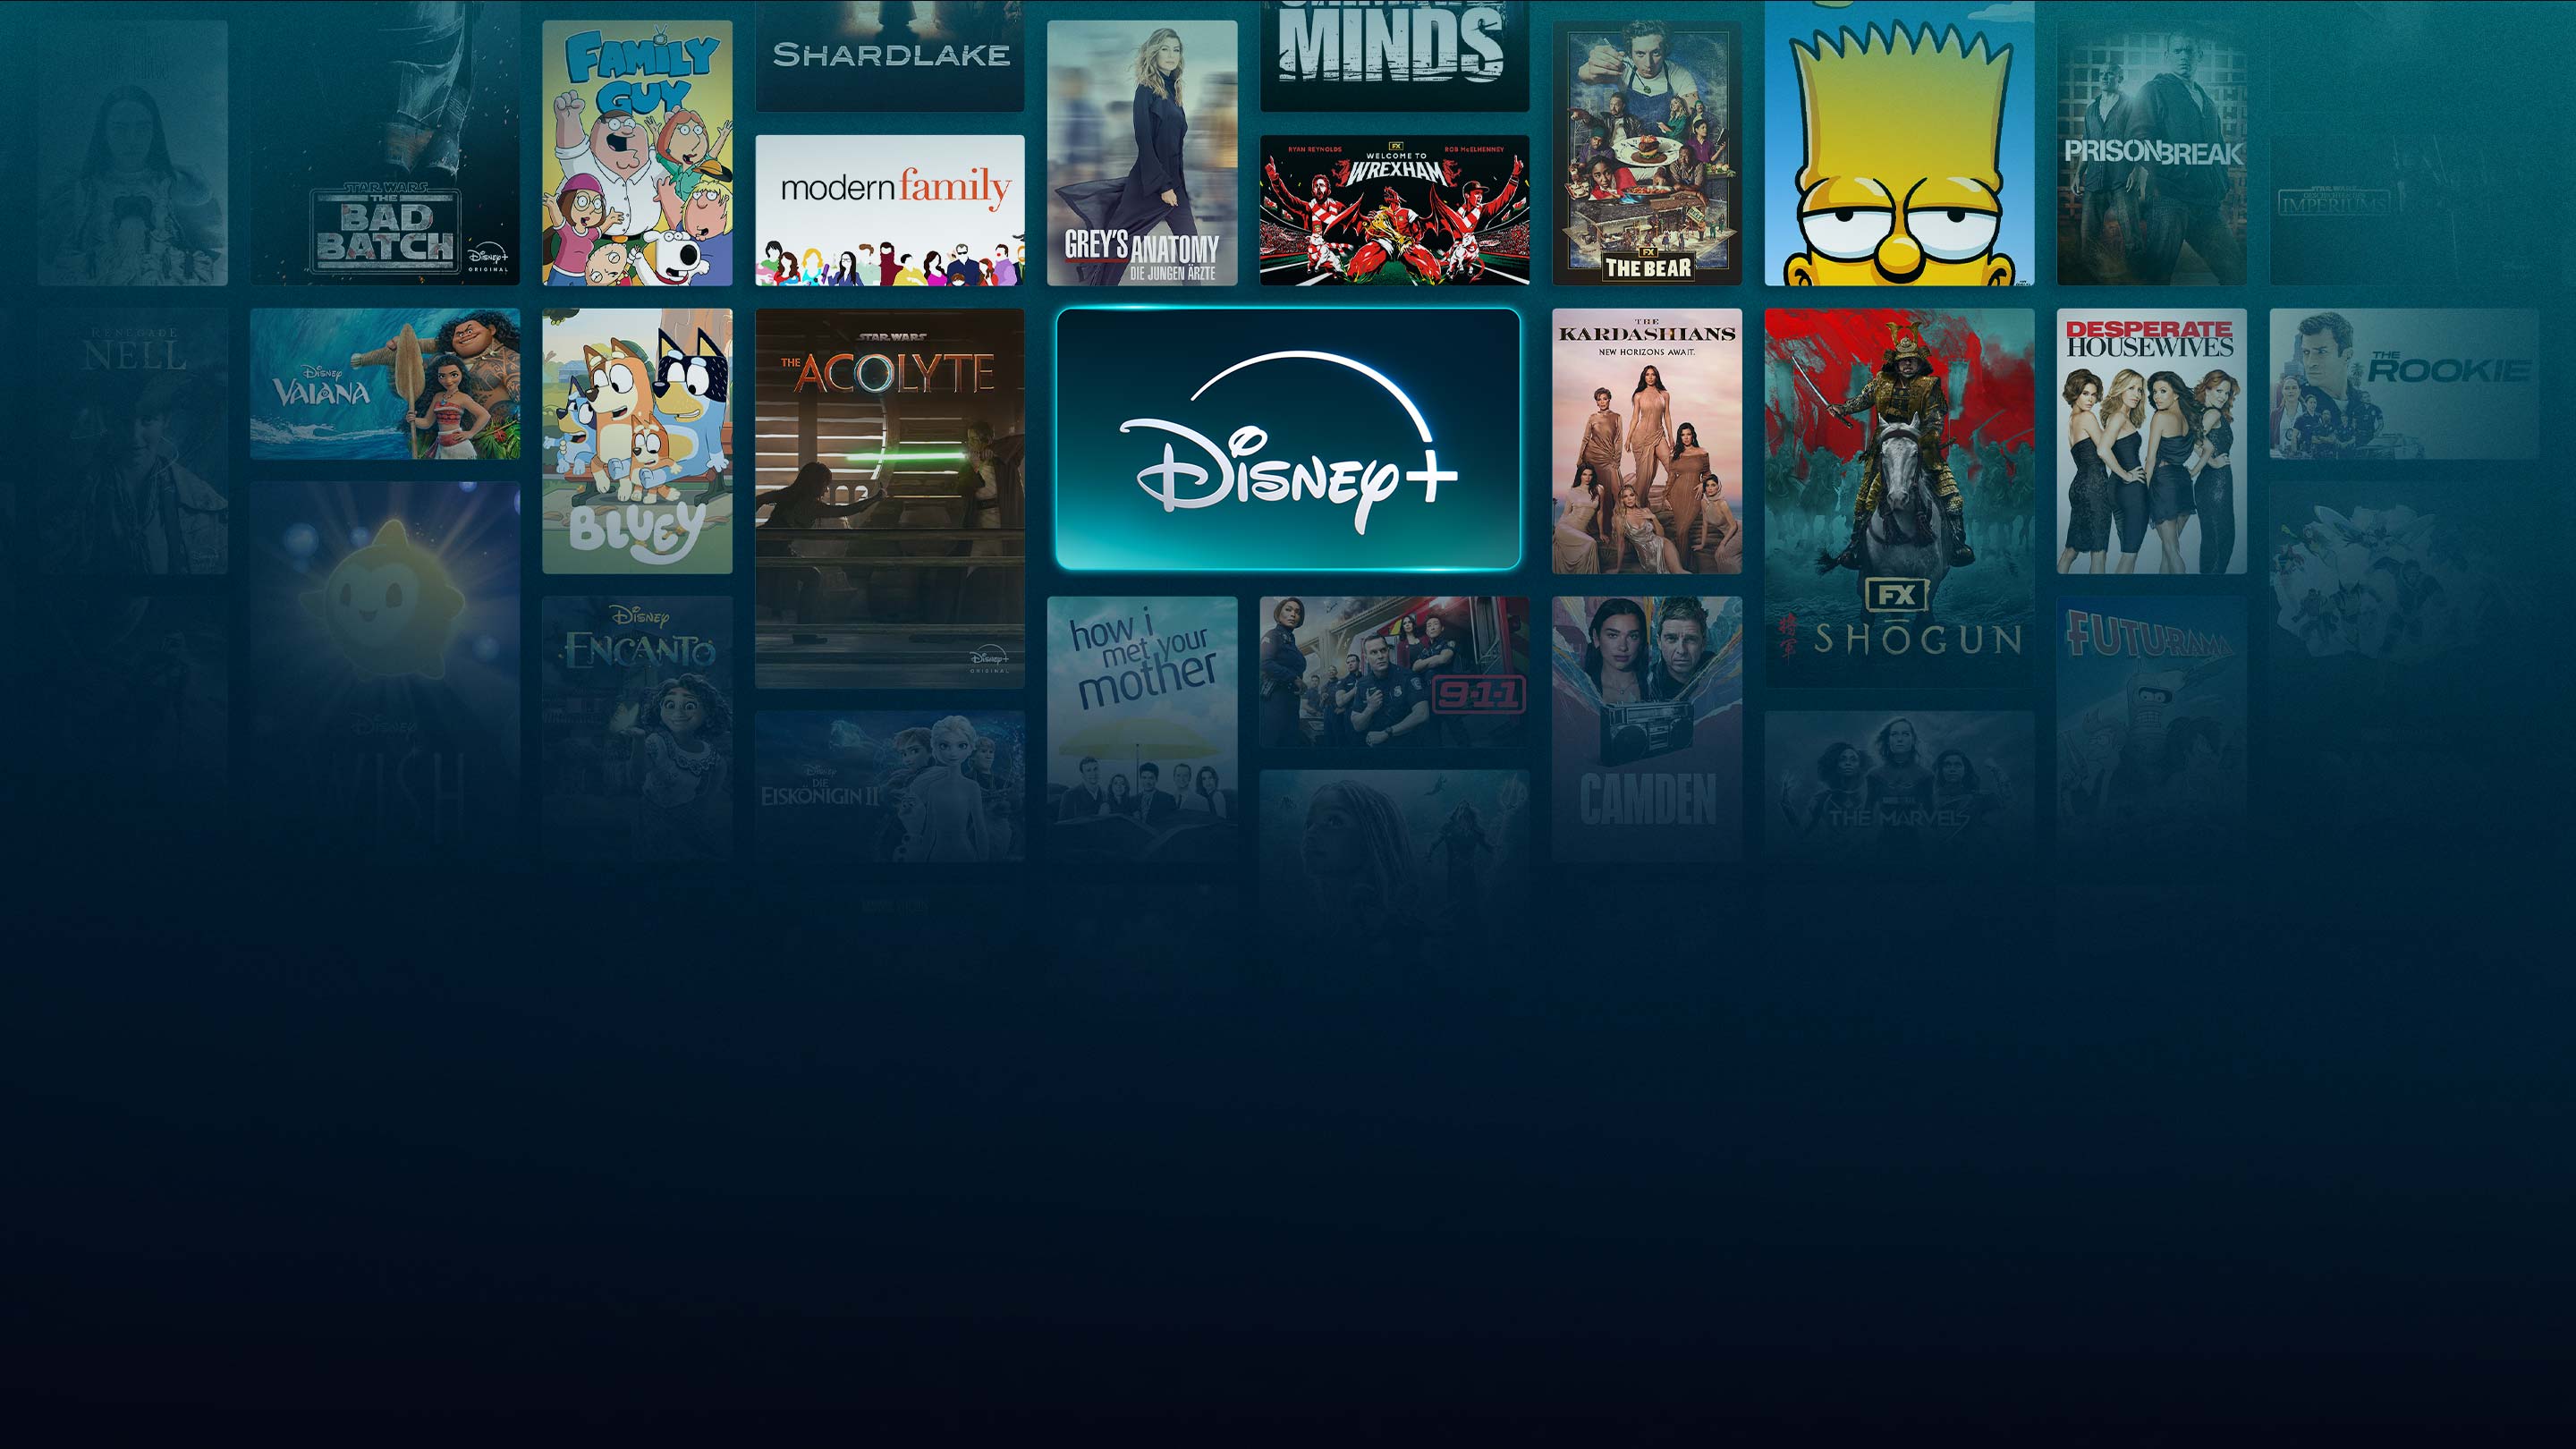 STAR WARS
THE
BAD
BATCH
Disney+
ORIGINAL
FAMILY
GUY
SHARDLAKE
modern family
GREY'S ANATOMY
DIE JUNGEN ÄRZTE
MINDS
RYAN REYNOLDS
FX
ROB McELHENNEY
WELCOME TO
WREXHAM
FX
THE BEAR
PRISON BREAK
IMPERIUMS
RENEGADE
NELL
Disney
VAIANA
BLUEY
STAR WARS
THE ACOLYTE
Disney+
ORIGINAL
Disney+
THE
KARDASHIANS
NEW HORIZONS AWAIT.
FX
将軍
SHŌGUN
DESPERATE
HOUSEWIVES
THE
ROOKIE
Disney
WISH
Disney
ENCANTO
Disney
DIE
EISKÖNIGIN II
how i
met your
mother
9-1-1
CAMDEN
THE MARVELS
FUTURAMA